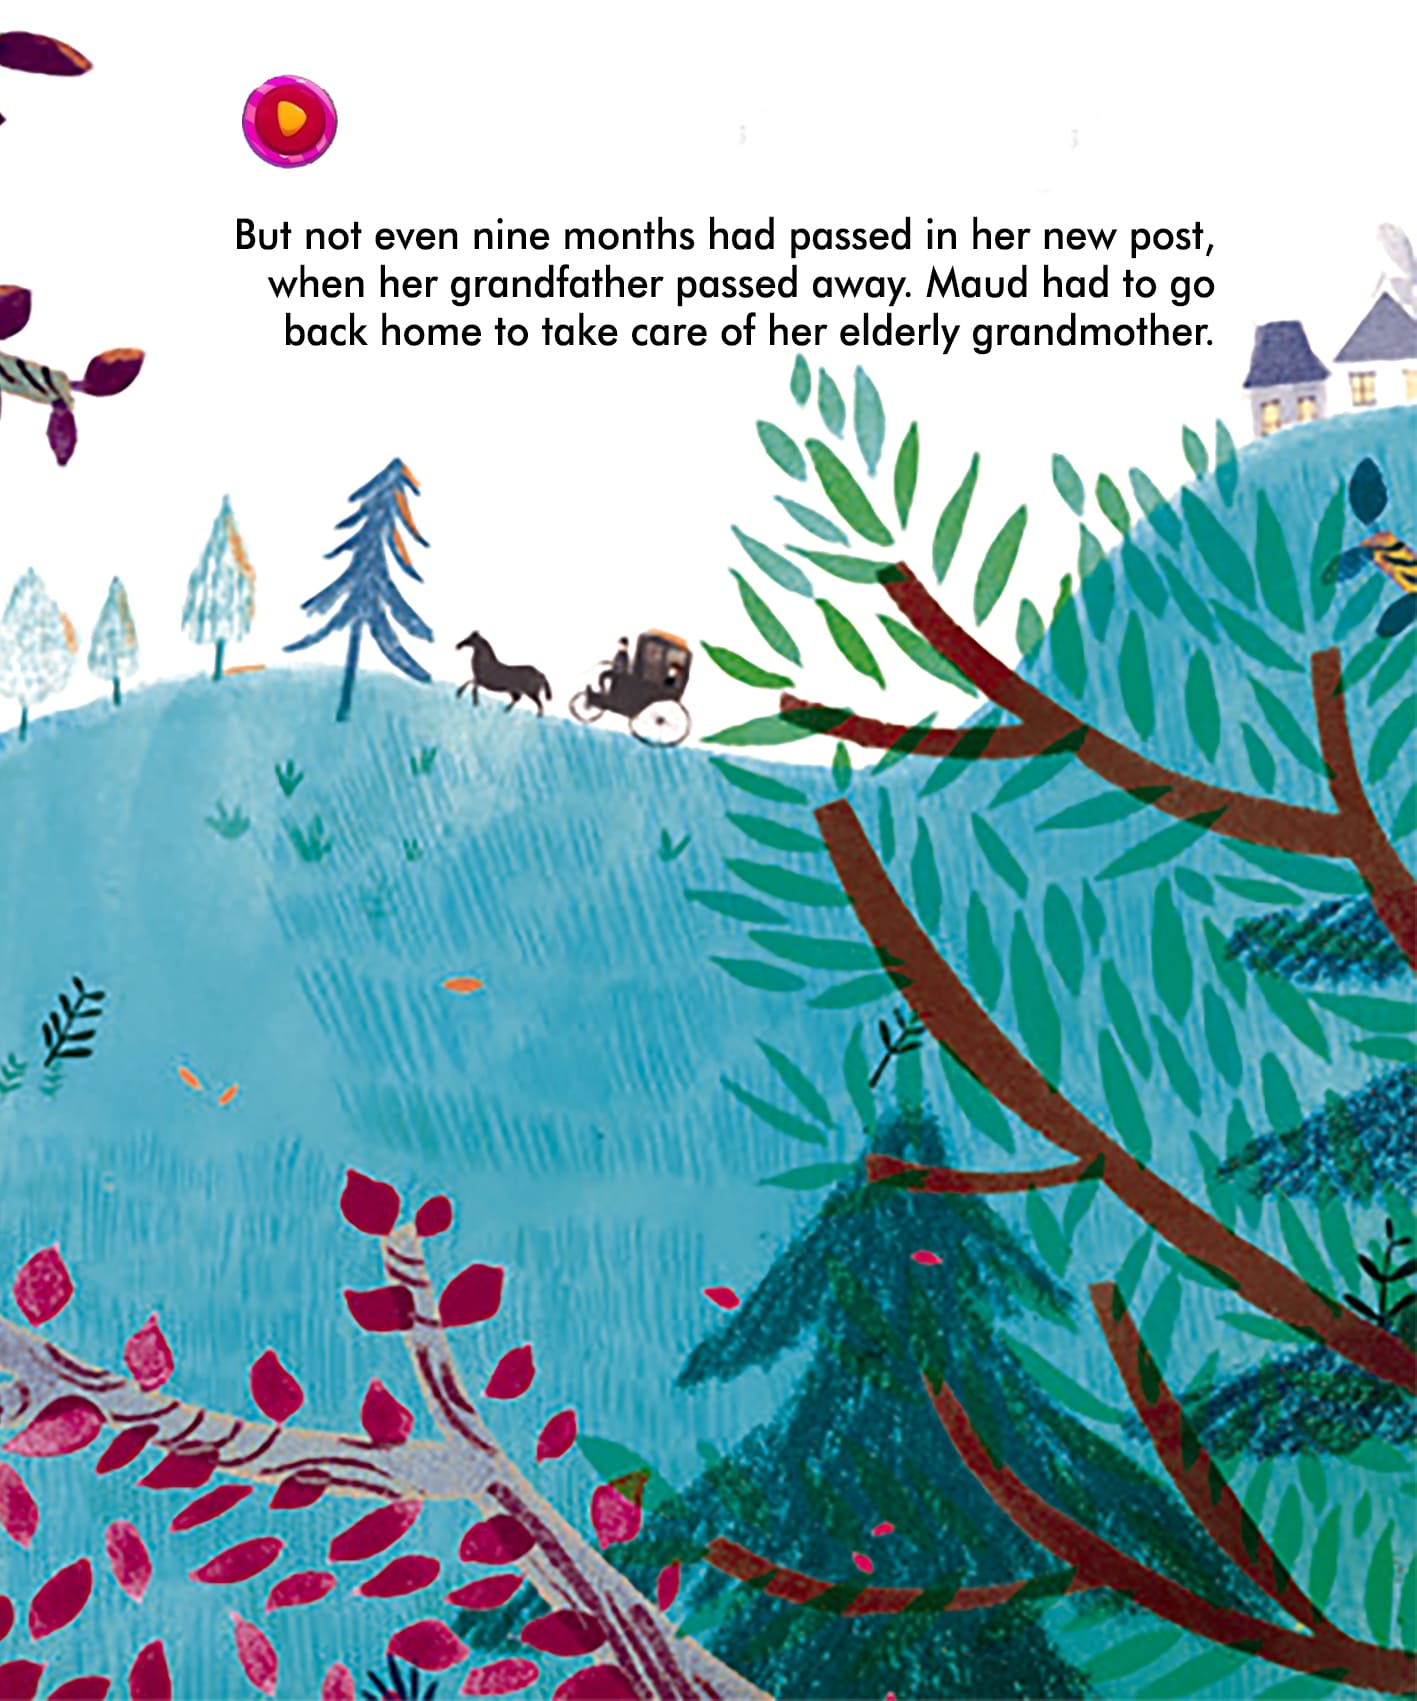 But not even nine months had passed in her new post,
when her grandfather passed away. Maud had to go
back home to take care of her elderly grandmother.